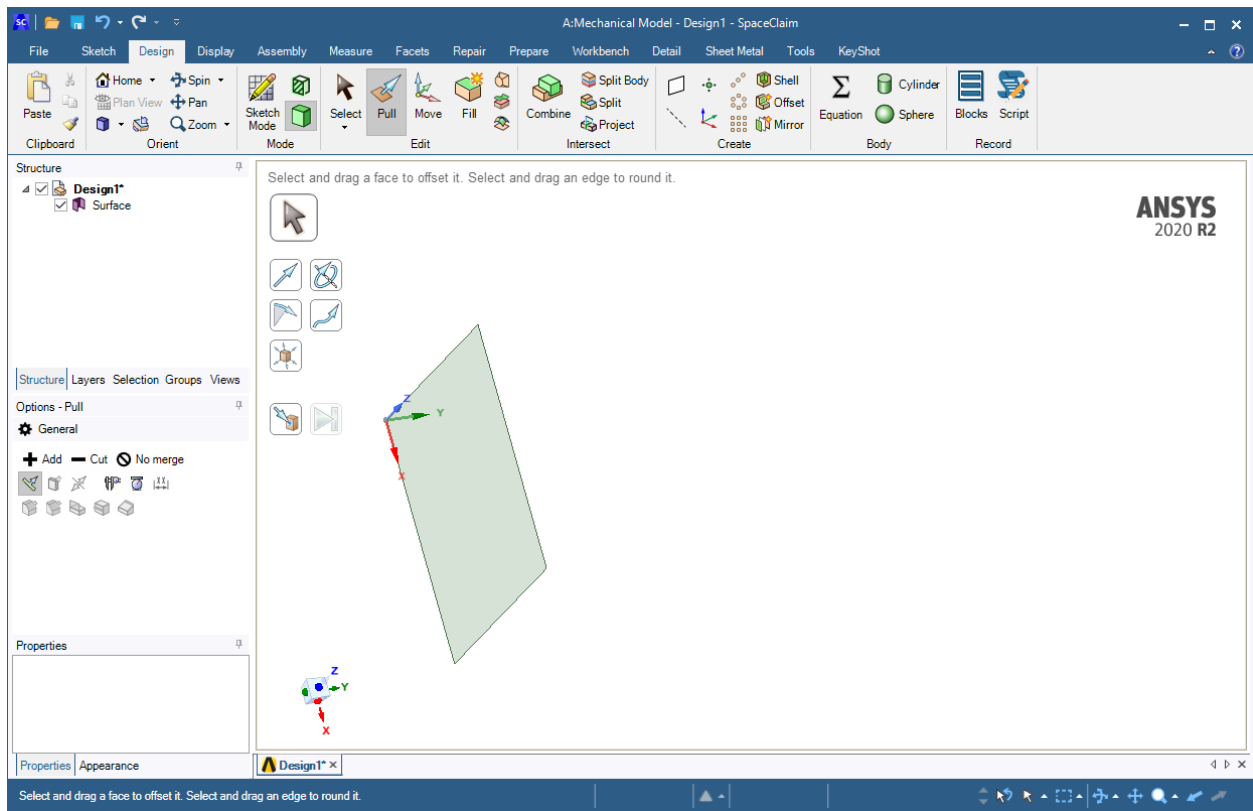 A:Mechanical Model - Design1 - SpaceClaim
File Sketch Design Display Assembly Measure Facets Repair Prepare Workbench Detail Sheet Metal Tools KeyShot
Paste
Clipboard
Home Spin
Plan View Pan
Zoom
Orient
Sketch Mode
Mode
Select Pull Move Fill
Edit
Combine
Split Body
Split
Project
Intersect
Shell
Offset
Mirror
Create
Equation
Cylinder
Sphere
Body
Blocks Script
Record
Structure
Design1*
Surface
Structure Layers Selection Groups Views
Options - Pull
General
Add Cut No merge
Properties
Properties Appearance
Select and drag a face to offset it. Select and drag an edge to round it.
ANSYS
2020 R2
Z
Y
X
Z
Y
X
Design1*
Select and drag a face to offset it. Select and drag an edge to round it.